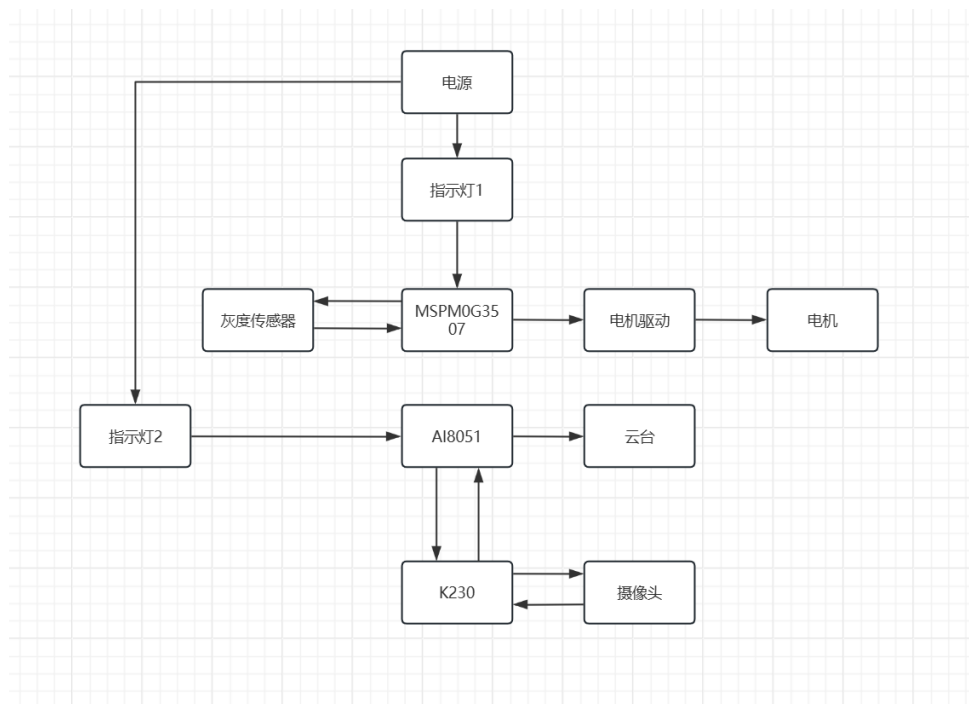 电源
指示灯1
灰度传感器
MSPM0G35
07
电机驱动
电机
指示灯2
AI8051
云台
K230
摄像头